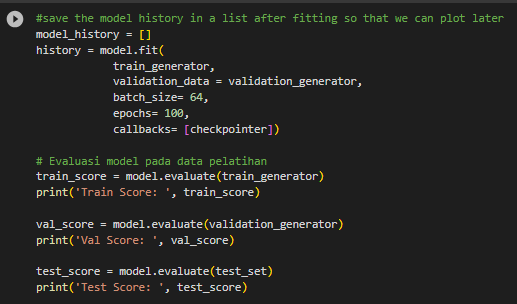 #save the model history in a list after fitting so that we can plot later
model_history = []
history = model.fit(
train_generator,
validation_data = validation_generator,
batch_size= 64,
epochs= 100,
callbacks= [checkpointer])
# Evaluasi model pada data pelatihan
train_score = model.evaluate(train_generator)
print('Train Score: ', train_score)
val_score = model.evaluate(validation_generator)
print('Val Score: ', val_score)
test_score = model.evaluate(test_set)
print('Test Score: ', test_score)